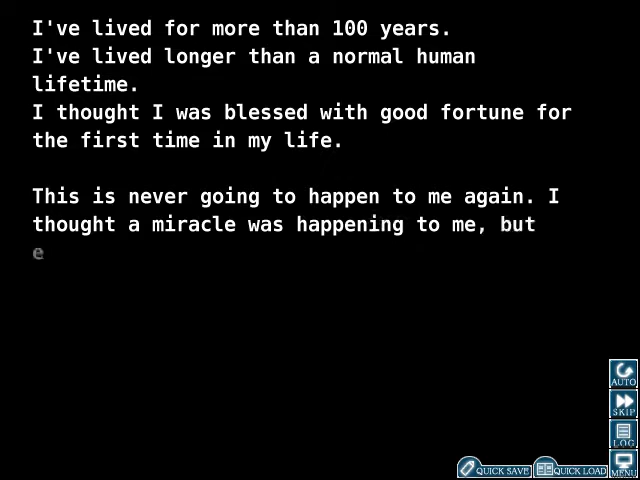 I've lived for more than 100 years.
I've lived longer than a normal human
lifetime.
I thought I was blessed with good fortune for
the first time in my life.
This is never going to happen to me again. I
thought a miracle was happening to me, but
e
AUTO
SKIP
LOG
QUICK SAVE
QUICK LOAD
MENU